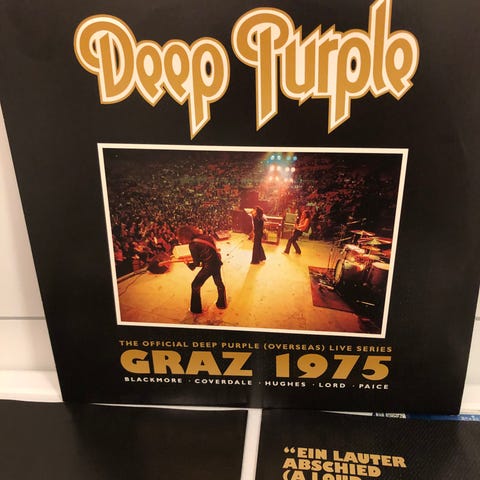 Deep Purple
THE OFFICIAL DEEP PURPLE (OVERSEAS) LIVE SERIES
GRAZ 1975
BLACKMORE · COVERDALE · HUGHES · LORD · PAICE
“EIN LAUTER
ABSCHIED
(A LOUD